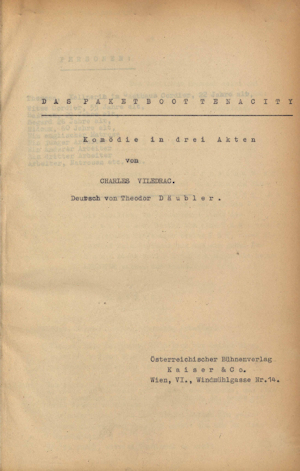 DAS PAKETBOOT TENACITY
Komödie in drei Akten
von
CHARLES VILEDRAC.
Deutsch von Theodor Däubler.
Österreichischer Bühnenverlag
Kaiser & Co.
Wien, VI., Windmühlgasse Nr.14.